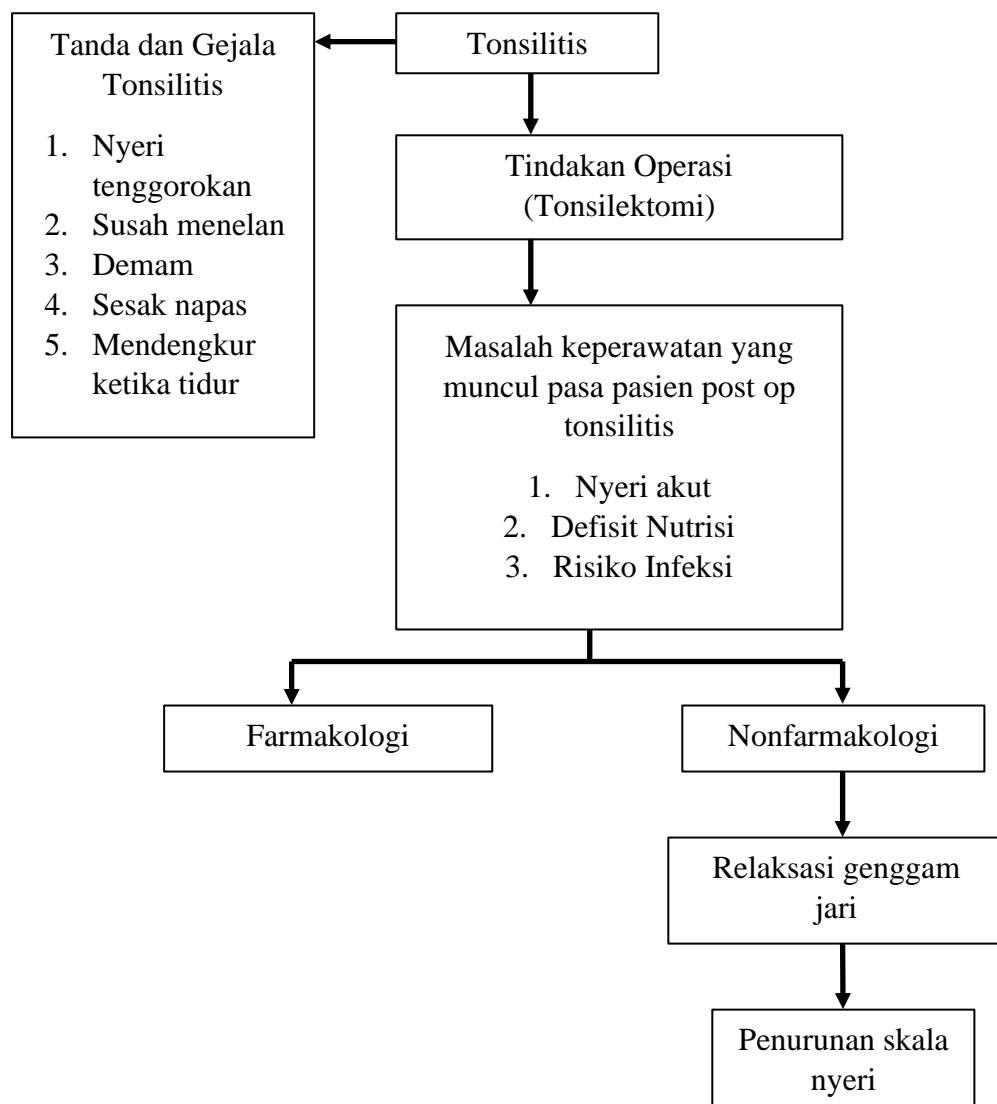 Tanda dan Gejala
Tonsilitis
1. Nyeri
tenggorokan
2. Susah menelan
3. Demam
4. Sesak napas
5. Mendengkur
ketika tidur
Tonsilitis
Tindakan Operasi
(Tonsilektomi)
Masalah keperawatan yang
muncul pasa pasien post op
tonsilitis
1. Nyeri akut
2. Defisit Nutrisi
3. Risiko Infeksi
Farmakologi
Nonfarmakologi
Relaksasi genggam
jari
Penurunan skala
nyeri